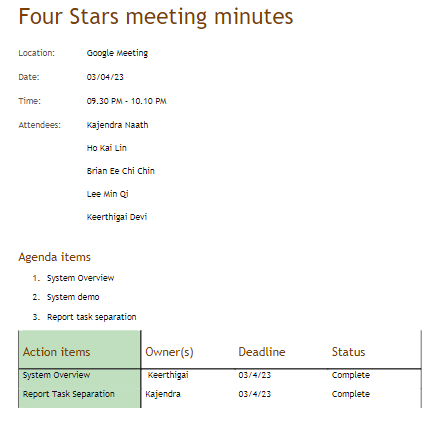 Four Stars meeting minutes
Location: Google Meeting
Date: 03/04/23
Time: 09.30 PM - 10.10 PM
Attendees: Kajendra Naath
Ho Kai Lin
Brian Ee Chi Chin
Lee Min Qi
Keerthigai Devi
Agenda items
1. System Overview
2. System demo
3. Report task separation
Action items Owner(s) Deadline Status
System Overview Keerthigai 03/4/23 Complete
Report Task Separation Kajendra 03/4/23 Complete